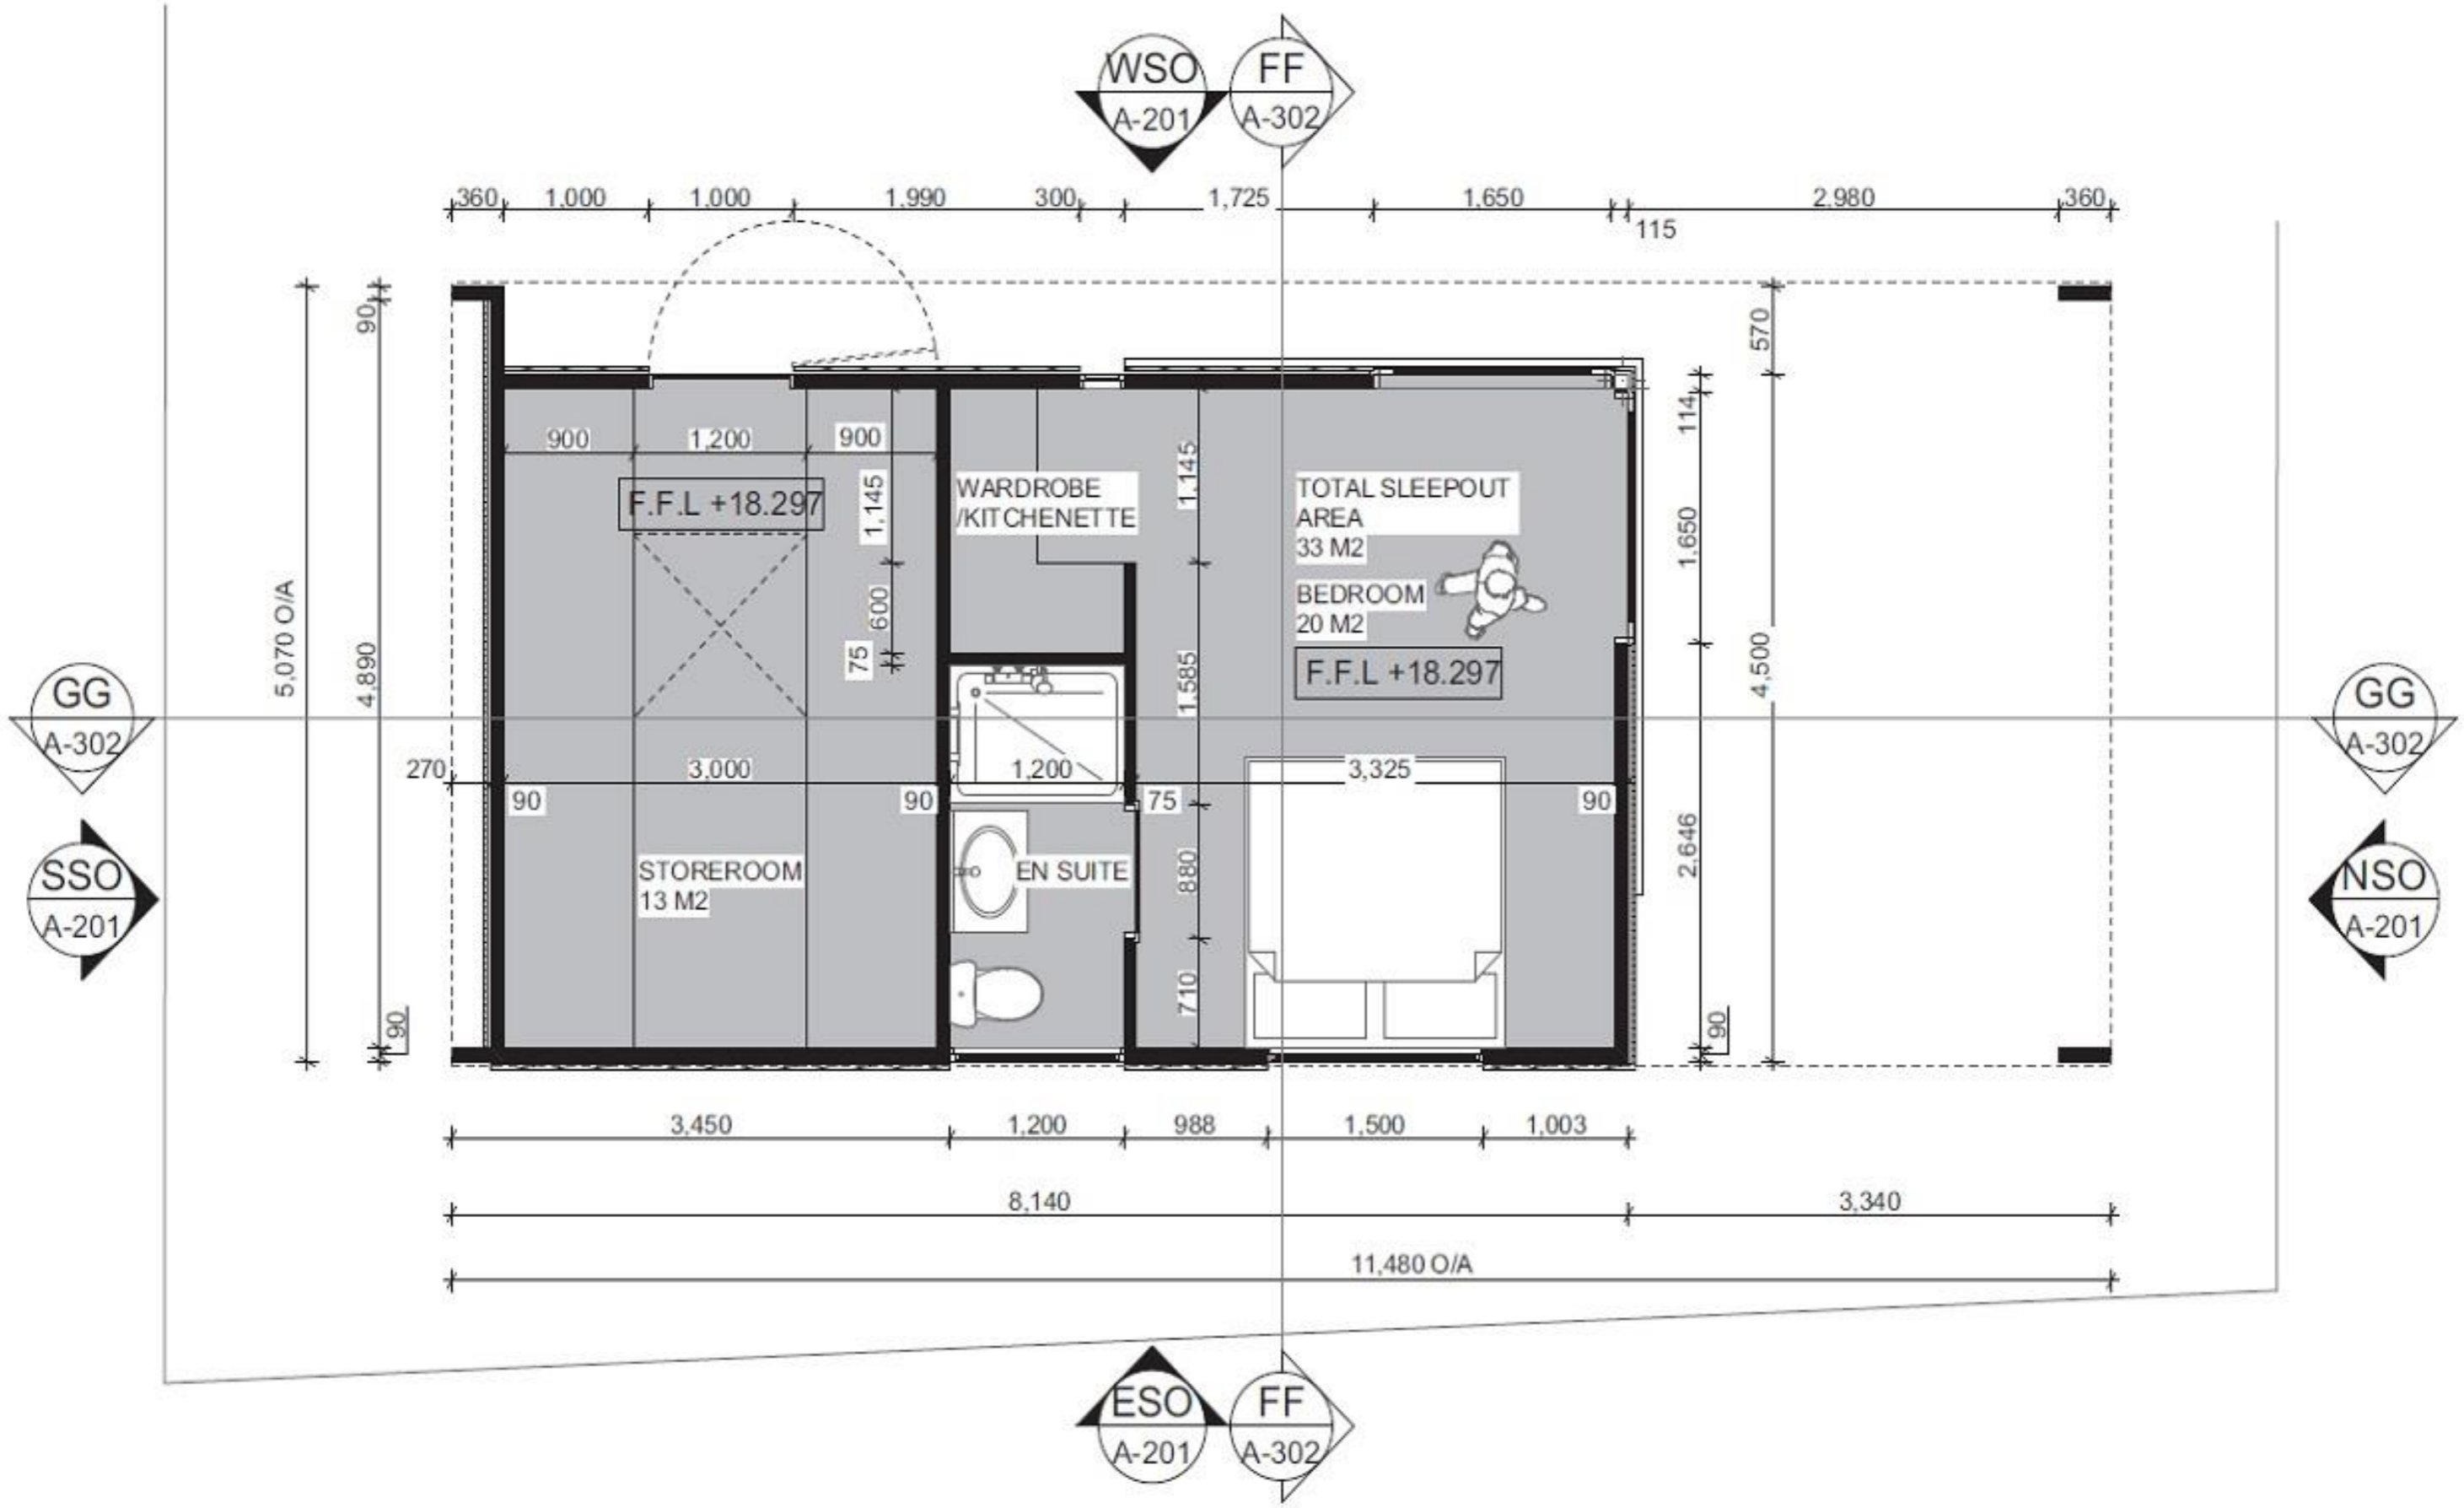 WSO
A-201
FF
A-302
360 1,000 1,000 1,990 300 1,725 1,650 2,980 360
115
90
570
114
900 1,200 900
F.F.L +18.297
1,145
WARDROBE
/KITCHENETTE
1,145
TOTAL SLEEPOUT
AREA
33 M2
BEDROOM
20 M2
F.F.L +18.297
1,650
5,070 O/A
4,890
600
75
1,585
4,500
GG
A-302
GG
A-302
270 3,000 1,200 3,325
90 90 75 90
SSO
A-201
STOREROOM
13 M2
EN SUITE
880
2,646
NSO
A-201
90
710
90
3,450 1,200 988 1,500 1,003
8,140 3,340
11,480 O/A
ESO
A-201
FF
A-302